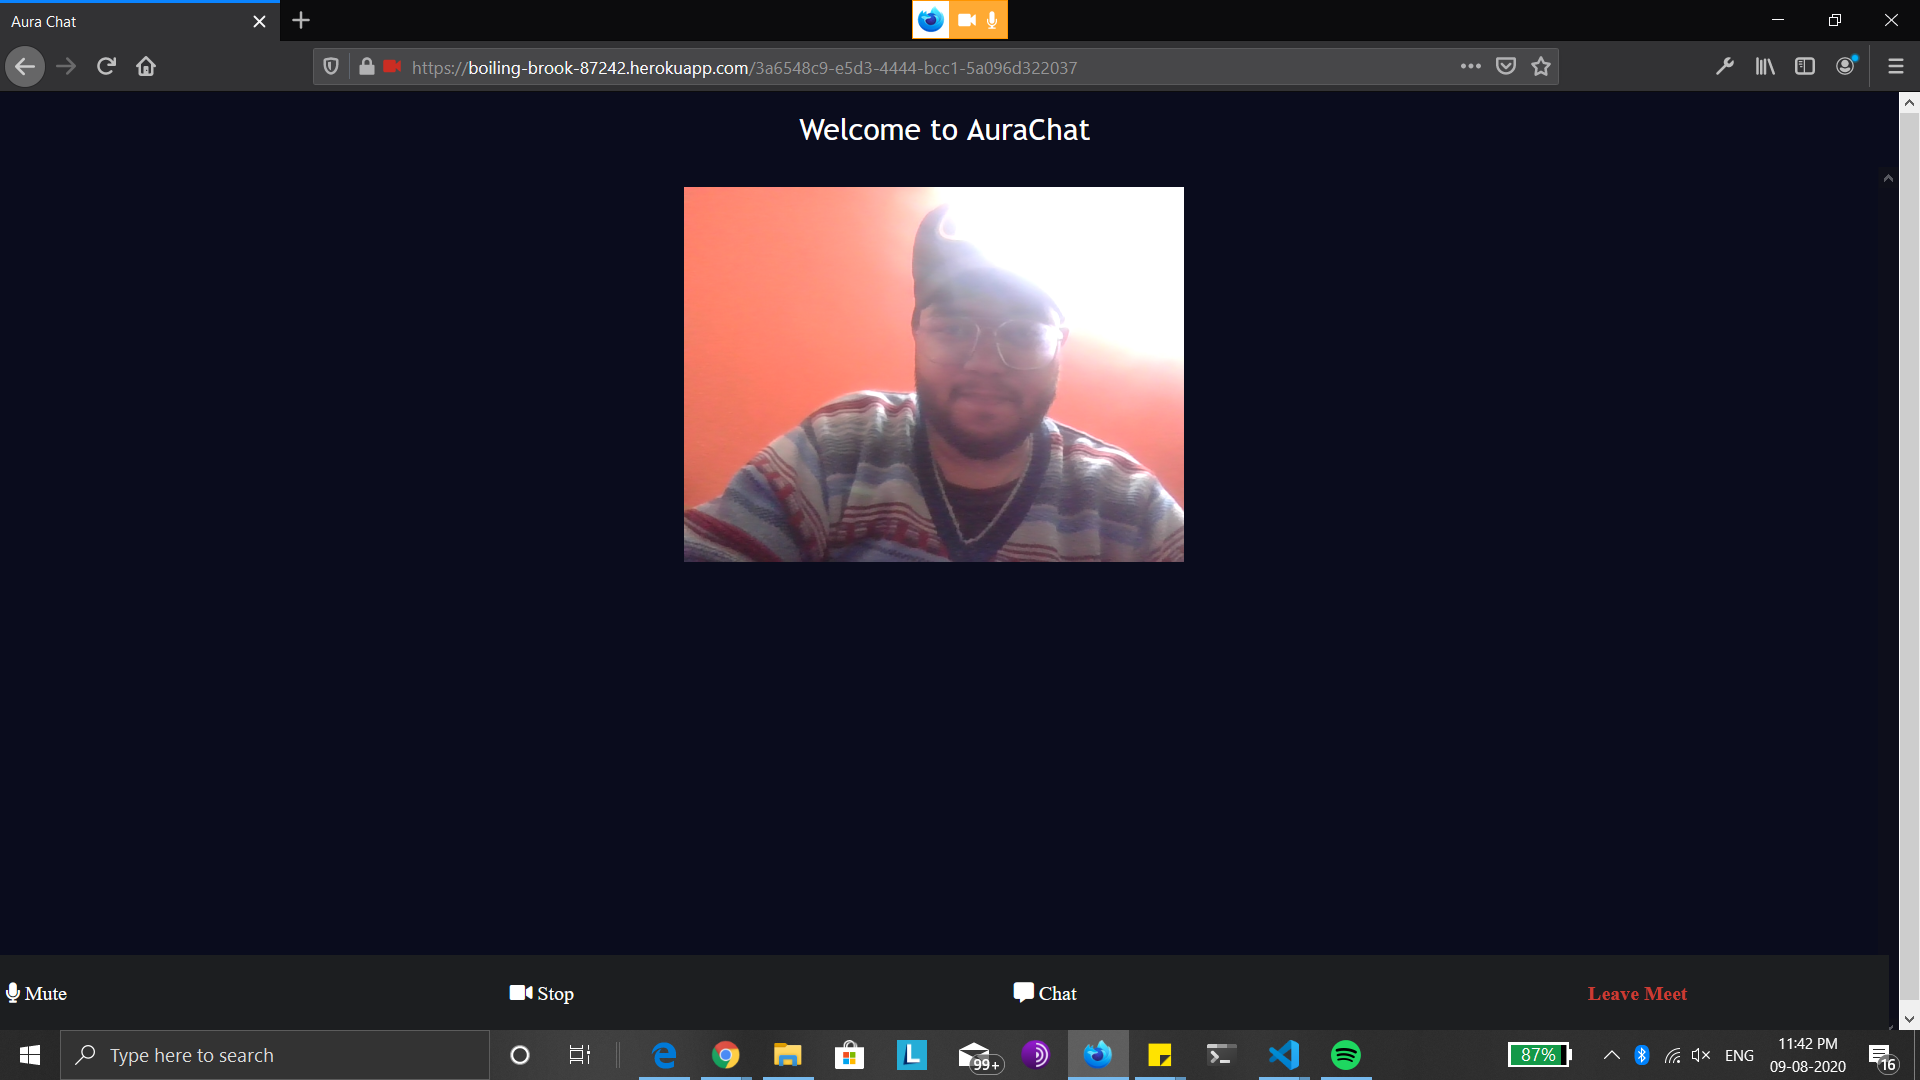 Aura Chat
https://boiling-brook-87242.herokuapp.com/3a6548c9-e5d3-4444-bcc1-5a096d322037
Welcome to AuraChat
Mute
Stop
Chat
Leave Meet
Type here to search
L
99+
87%
ENG
11:42 PM
09-08-2020
16